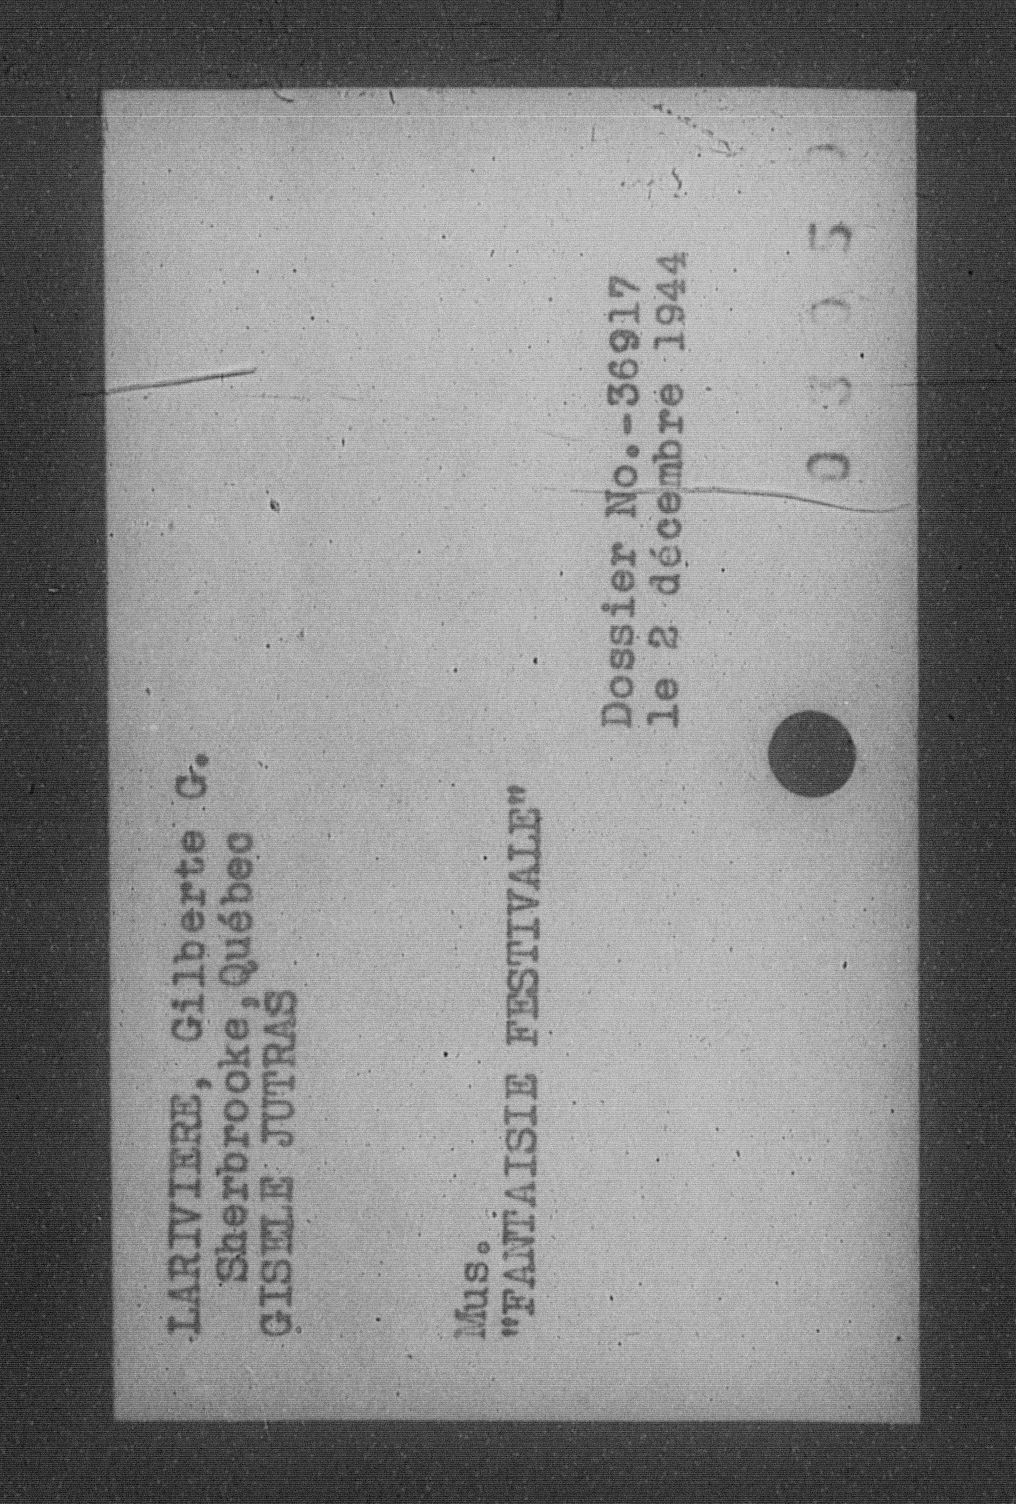 LARIVIERE, Gilberte G.
Sherbrooke, Québec
GISELE JUTRAS
Mus.
"FANTAISIE FESTIVALE"
Dossier No.-36917
le 2 décembre 1944